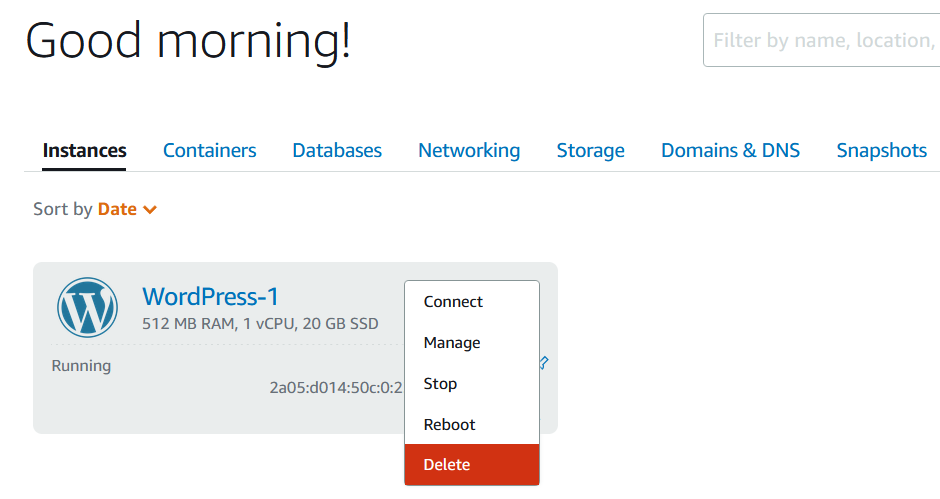 Good morning!
Filter by name, location,
Instances Containers Databases Networking Storage Domains & DNS Snapshots
Sort by Date
WordPress-1
512 MB RAM, 1 vCPU, 20 GB SSD
Running
2a05:d014:50c:0:2
Connect
Manage
Stop
Reboot
Delete